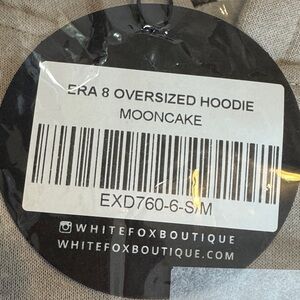 ERA 8 OVERSIZED HOODIE
MOONCAKE
EXD760-6-S/M
WHITEFOXBOUTIQUE
WHITEFOXBOUTIQUE.COM